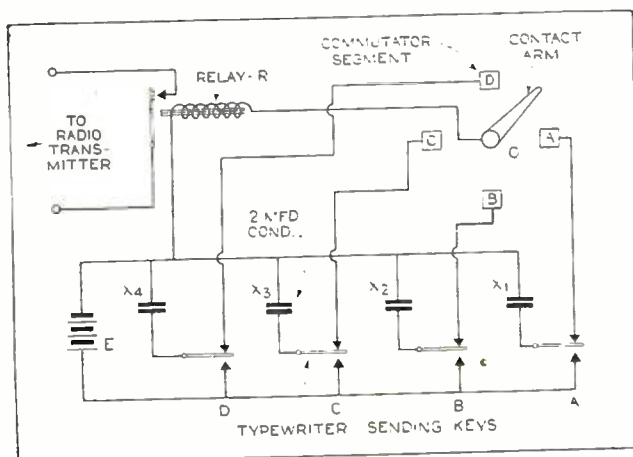 COMMUTATOR
SEGMENT
CONTACT
ARM
RELAY-R
D
TO
RADIO
TRANS-
MITTER
C
A
B
2 MFD
COND.
X4
X3
X2
X1
E
D
C
B
A
TYPEWRITER SENDING KEYS